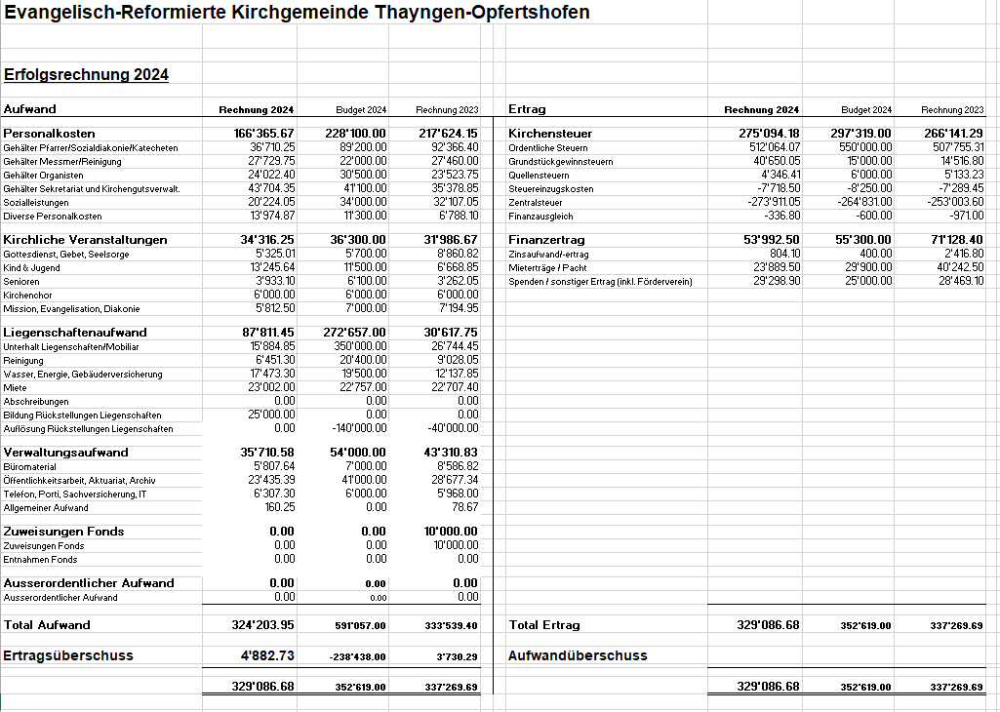 Evangelisch-Reformierte Kirchgemeinde Thayngen-Opfertshofen
Erfolgsrechnung 2024
Aufwand Rechnung 2024 Budget 2024 Rechnung 2023
Personalkosten 166'365.67 228'100.00 217'624.15
Gehälter Pfarrer/Sozialdiakonie/Katecheten 36'710.25 89'200.00 92'366.40
Gehälter Messmer/Reinigung 27'729.75 22'000.00 27'460.00
Gehälter Organisten 24'022.40 30'500.00 23'523.75
Gehälter Sekretariat und Kirchengutsverwalt. 43'704.35 41'100.00 35'378.85
Sozialleistungen 20'224.05 34'000.00 32'107.05
Diverse Personalkosten 13'974.87 11'300.00 6'788.10
Kirchliche Veranstaltungen 34'316.25 36'300.00 31'986.67
Gottesdienst, Gebet, Seelsorge 5'325.01 5'700.00 8'860.82
Kind & Jugend 13'245.64 11'500.00 6'668.85
Senioren 3'933.10 6'100.00 3'262.05
Kirchenchor 6'000.00 6'000.00 6'000.00
Mission, Evangelisation, Diakonie 5'812.50 7'000.00 7'194.95
Liegenschaftenaufwand 87'811.45 272'657.00 30'617.75
Unterhalt Liegenschaften/Mobiliar 15'884.85 350'000.00 26'744.45
Reinigung 6'451.30 20'400.00 9'028.05
Wasser, Energie, Gebäudeversicherung 17'473.30 19'500.00 12'137.85
Miete 23'002.00 22'757.00 22'707.40
Abschreibungen 0.00 0.00 0.00
Bildung Rückstellungen Liegenschaften 25'000.00 0.00 0.00
Auflösung Rückstellungen Liegenschaften 0.00 -140'000.00 -40'000.00
Verwaltungsaufwand 35'710.58 54'000.00 43'310.83
Büromaterial 5'807.64 7'000.00 8'586.82
Öffentlichkeitsarbeit, Aktuariat, Archiv 23'435.39 41'000.00 28'677.34
Telefon, Porti, Sachversicherung, IT 6'307.30 6'000.00 5'968.00
Allgemeiner Aufwand 160.25 0.00 78.67
Zuweisungen Fonds 0.00 0.00 10'000.00
Zuweisungen Fonds 0.00 0.00 10'000.00
Entnahmen Fonds 0.00 0.00 0.00
Ausserordentlicher Aufwand 0.00 0.00 0.00
Ausserordentlicher Aufwand 0.00 0.00 0.00
Total Aufwand 324'203.95 591'057.00 333'539.40
Ertragsüberschuss 4'882.73 -238'438.00 3'730.29
329'086.68 352'619.00 337'269.69
Ertrag Rechnung 2024 Budget 2024 Rechnung 2023
Kirchensteuer 275'094.18 297'319.00 266'141.29
Ordentliche Steuern 512'064.07 550'000.00 507'755.31
Grundstückgewinnsteuern 40'650.05 15'000.00 14'516.80
Quellensteuern 4'346.41 6'000.00 5'133.23
Steuereinzugskosten -7'718.50 -8'250.00 -7'289.45
Zentralsteuer -273'911.05 -264'831.00 -253'003.60
Finanzausgleich -336.80 -600.00 -971.00
Finanzertrag 53'992.50 55'300.00 71'128.40
Zinsaufwand/-ertrag 804.10 400.00 2'416.80
Mieterträge / Pacht 23'889.50 29'900.00 40'242.50
Spenden / sonstiger Ertrag (inkl. Förderverein) 29'298.90 25'000.00 28'469.10
Total Ertrag 329'086.68 352'619.00 337'269.69
Aufwandüberschuss
329'086.68 352'619.00 337'269.69